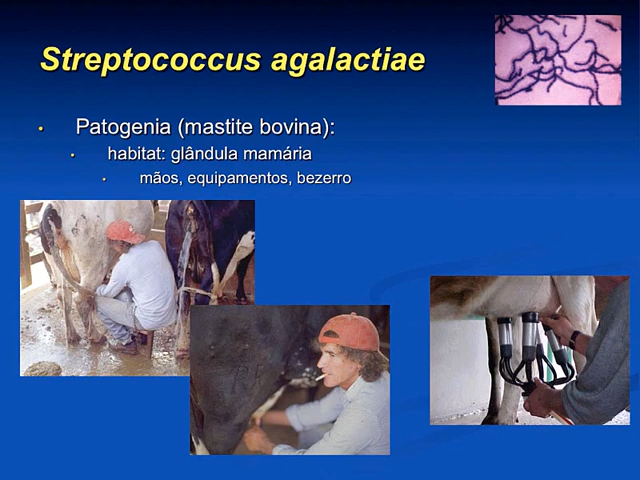 Streptococcus agalactiae
• Patogenia (mastite bovina):
• habitat: glândula mamária
• mãos, equipamentos, bezerro